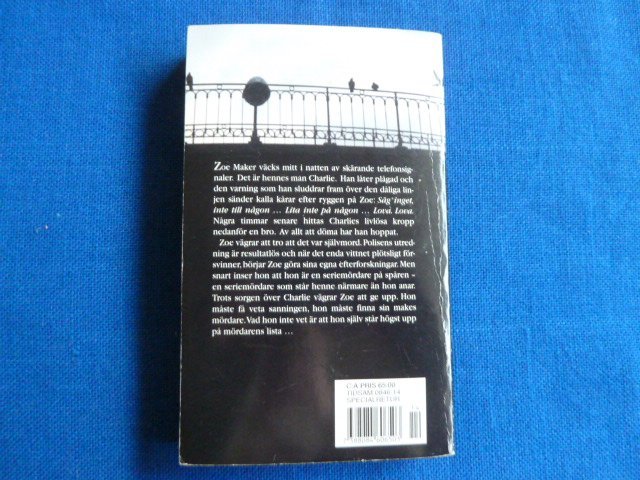 Zoe Maker väcks mitt i natten av skärande telefonsig-
naler. Det är hennes man Charlie. Han låter plågad och
den varning som han sluddrar fram över den dåliga lin-
jen sänder kalla kårar efter ryggen på Zoe: Säg inget,
inte till någon ... Lita inte på någon ... Lova. Lova.
Några timmar senare hittas Charlies livlösa kropp
nedanför en bro. Av allt att döma har han hoppat.
Zoe vägrar att tro att det var självmord. Polisens utred-
ning är resultatlös och när det enda vittnet plötsligt för-
svinner, börjar Zoe göra sina egna efterforskningar. Men
snart inser hon att hon är en seriemördare på spåren –
en seriemördare som står henne närmare än hon anar.
Trots sorgen över Charlie vägrar Zoe att ge upp. Hon
måste få veta sanningen, hon måste finna sin makes
mördare. Vad hon inte vet är att hon själv står högst upp
på mördarens lista ...
C:A PRIS 65:00
TIDSAM 0046-14
SPECIALRETUR